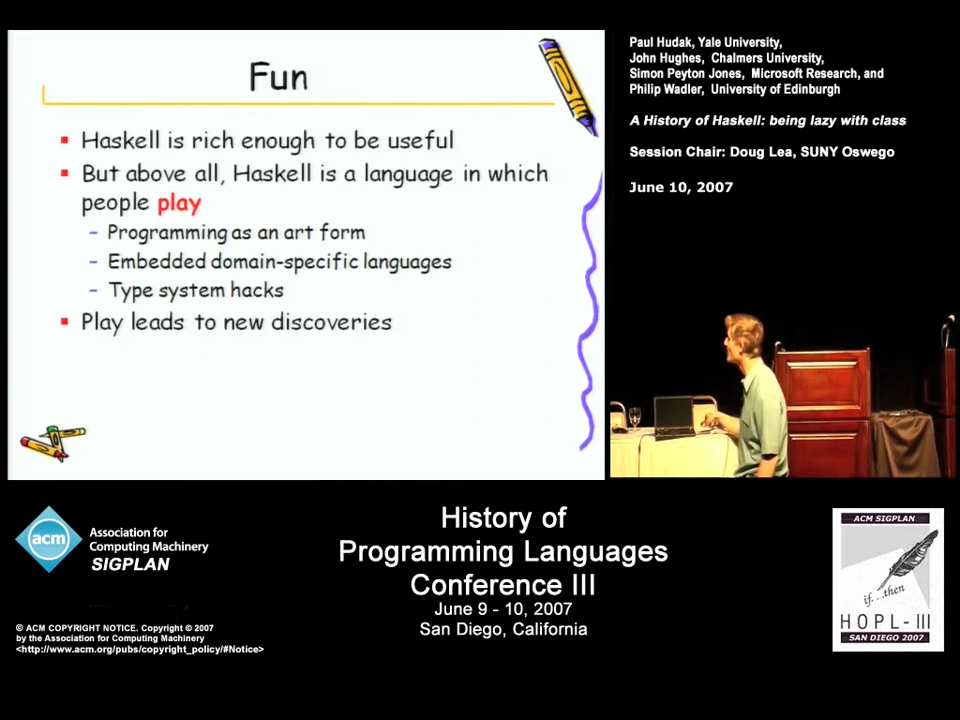 Fun
Haskell is rich enough to be useful
But above all, Haskell is a language in which
people play
– Programming as an art form
– Embedded domain-specific languages
– Type system hacks
Play leads to new discoveries
Paul Hudak, Yale University,
John Hughes, Chalmers University,
Simon Peyton Jones, Microsoft Research, and
Philip Wadler, University of Edinburgh
A History of Haskell: being lazy with class
Session Chair: Doug Lea, SUNY Oswego
June 10, 2007
acm
Association for
Computing Machinery
SIGPLAN
© ACM COPYRIGHT NOTICE. Copyright © 2007
by the Association for Computing Machinery
<http://www.acm.org/pubs/copyright_policy/#Notice>
History of
Programming Languages
Conference III
June 9 - 10, 2007
San Diego, California
ACM SIGPLAN
if. . .then
HOPL-III
SAN DIEGO 2007